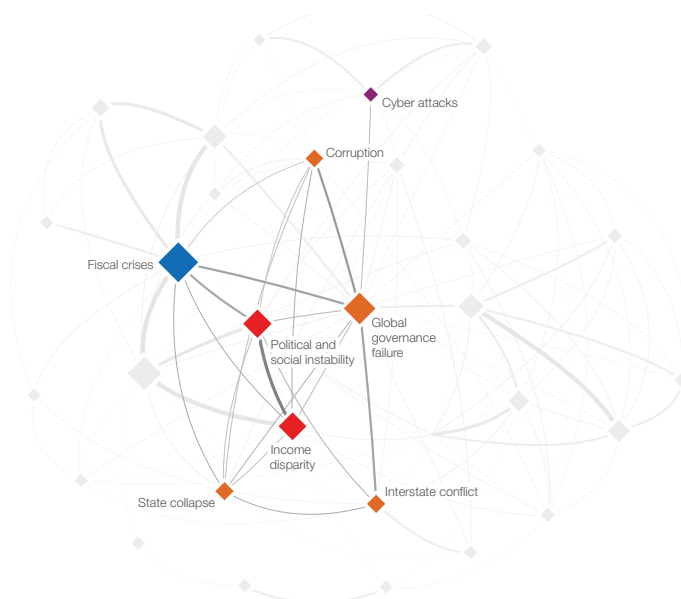 Cyber attacks
Corruption
Fiscal crises
Global
governance
failure
Political and
social instability
Income
disparity
State collapse
Interstate conflict